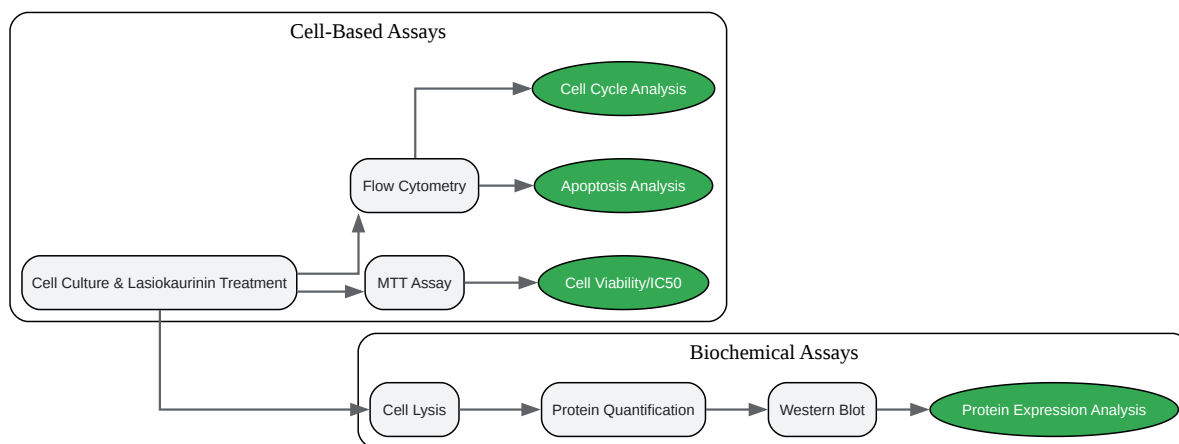 Cell-Based Assays
Cell Cycle Analysis
Flow Cytometry
Apoptosis Analysis
Cell Culture & Lasiokaurinin Treatment
MTT Assay
Cell Viability/IC50
Biochemical Assays
Cell Lysis
Protein Quantification
Western Blot
Protein Expression Analysis